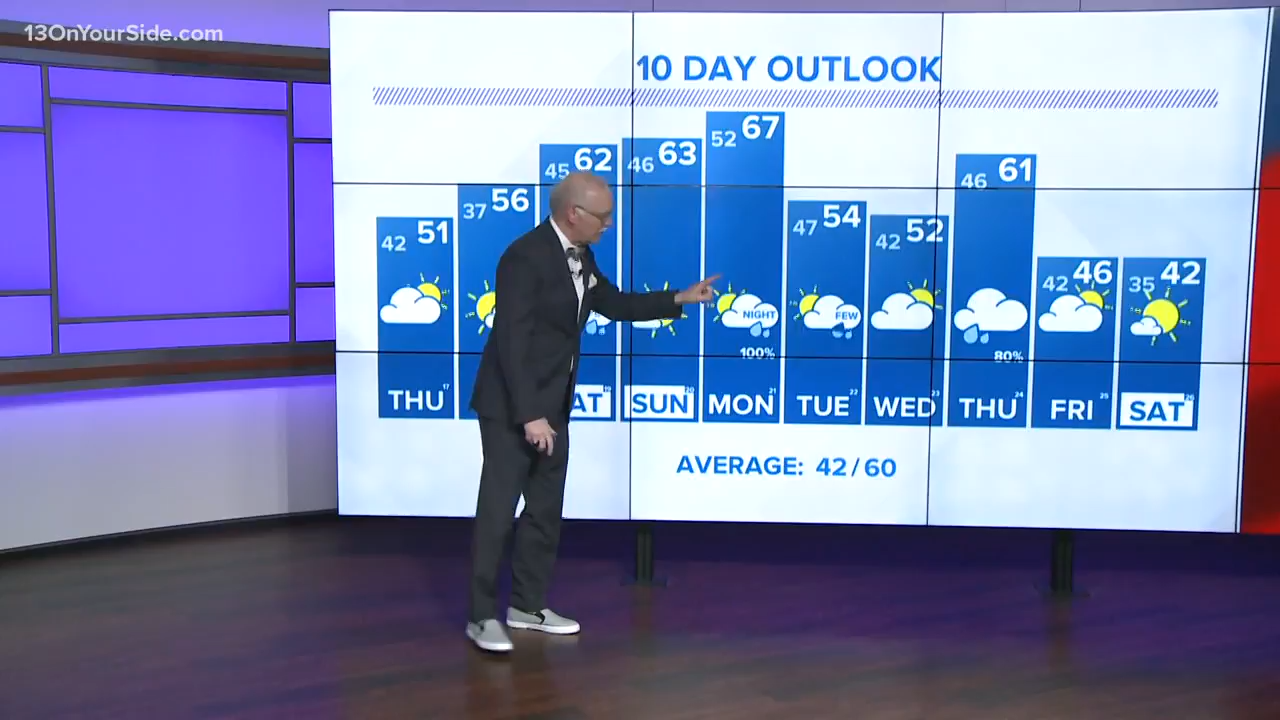 13OnYourSide.com
10 DAY OUTLOOK
42 51
37 56
45 62
46 63
52 67
47 54
42 52
46 61
42 46
35 42
NIGHT
FEW
100%
80%
THU 17
AT 19
SUN 20
MON 21
TUE 22
WED 23
THU 24
FRI 25
SAT 26
AVERAGE: 42/60